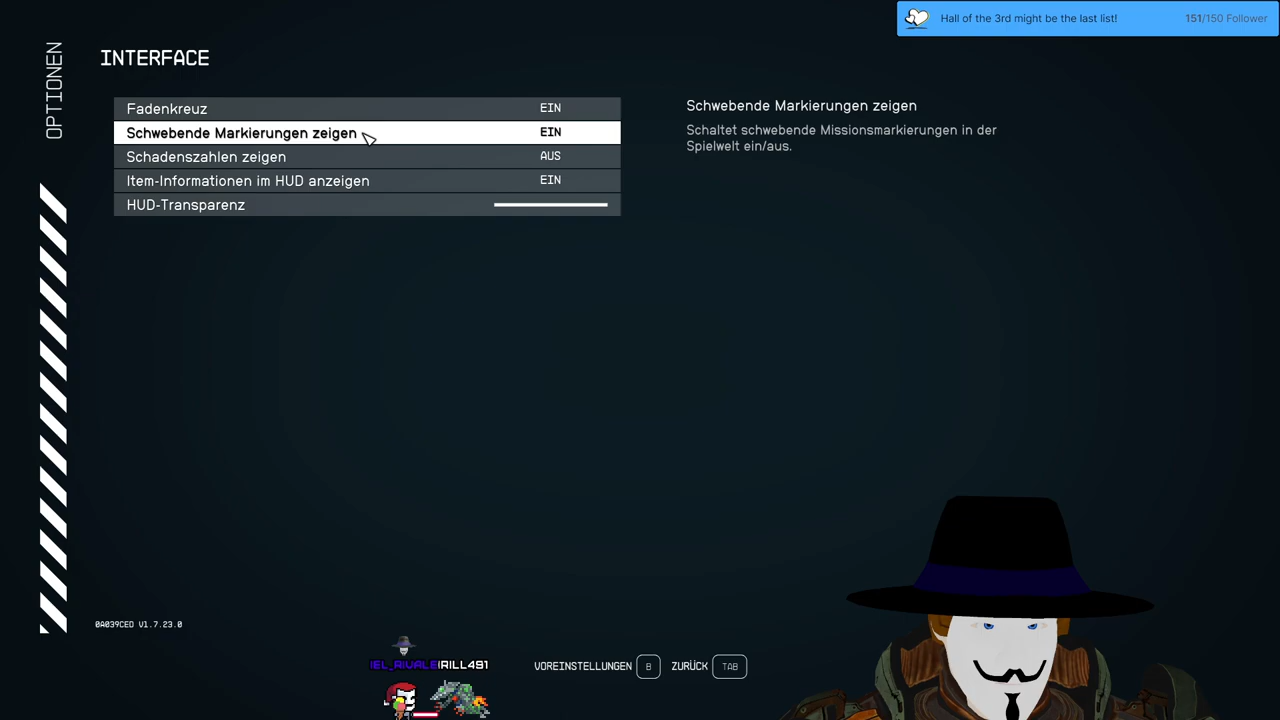 Hall of the 3rd might be the last list! 151/150 Follower
OPTIONEN
INTERFACE
Fadenkreuz EIN
Schwebende Markierungen zeigen EIN
Schadenszahlen zeigen AUS
Item-Informationen im HUD anzeigen EIN
HUD-Transparenz
Schwebende Markierungen zeigen
Schaltet schwebende Missionsmarkierungen in der
Spielwelt ein/aus.
0A039CED V1.7.23.0
VOREINSTELLUNGEN B ZURÜCK TAB